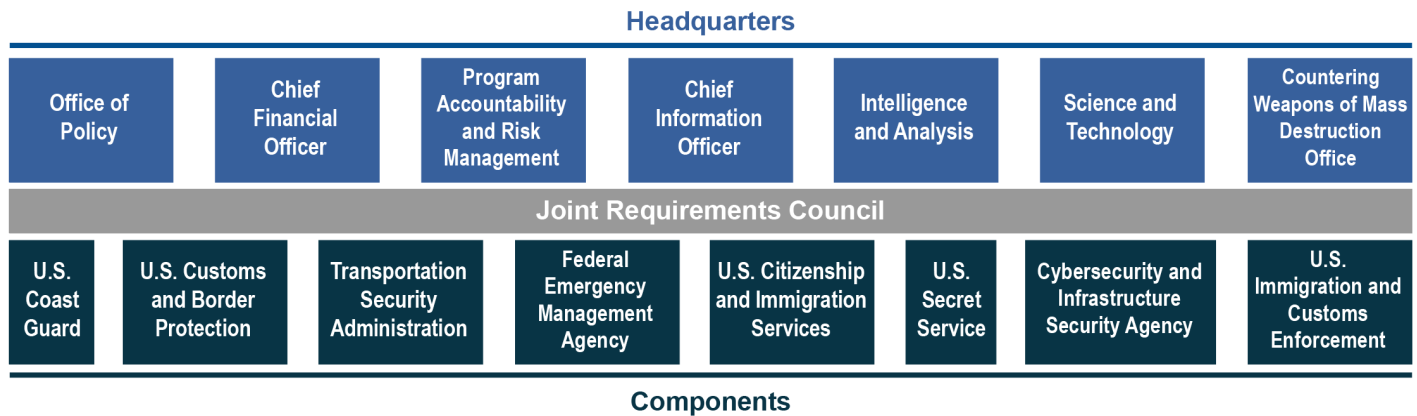 Headquarters
Office of
Policy
Chief
Financial
Officer
Program
Accountability
and Risk
Management
Chief
Information
Officer
Intelligence
and Analysis
Science and
Technology
Countering
Weapons of Mass
Destruction
Office
Joint Requirements Council
U.S.
Coast
Guard
U.S. Customs
and Border
Protection
Transportation
Security
Administration
Federal
Emergency
Management
Agency
U.S. Citizenship
and Immigration
Services
U.S.
Secret
Service
Cybersecurity and
Infrastructure
Security Agency
U.S.
Immigration and
Customs
Enforcement
Components